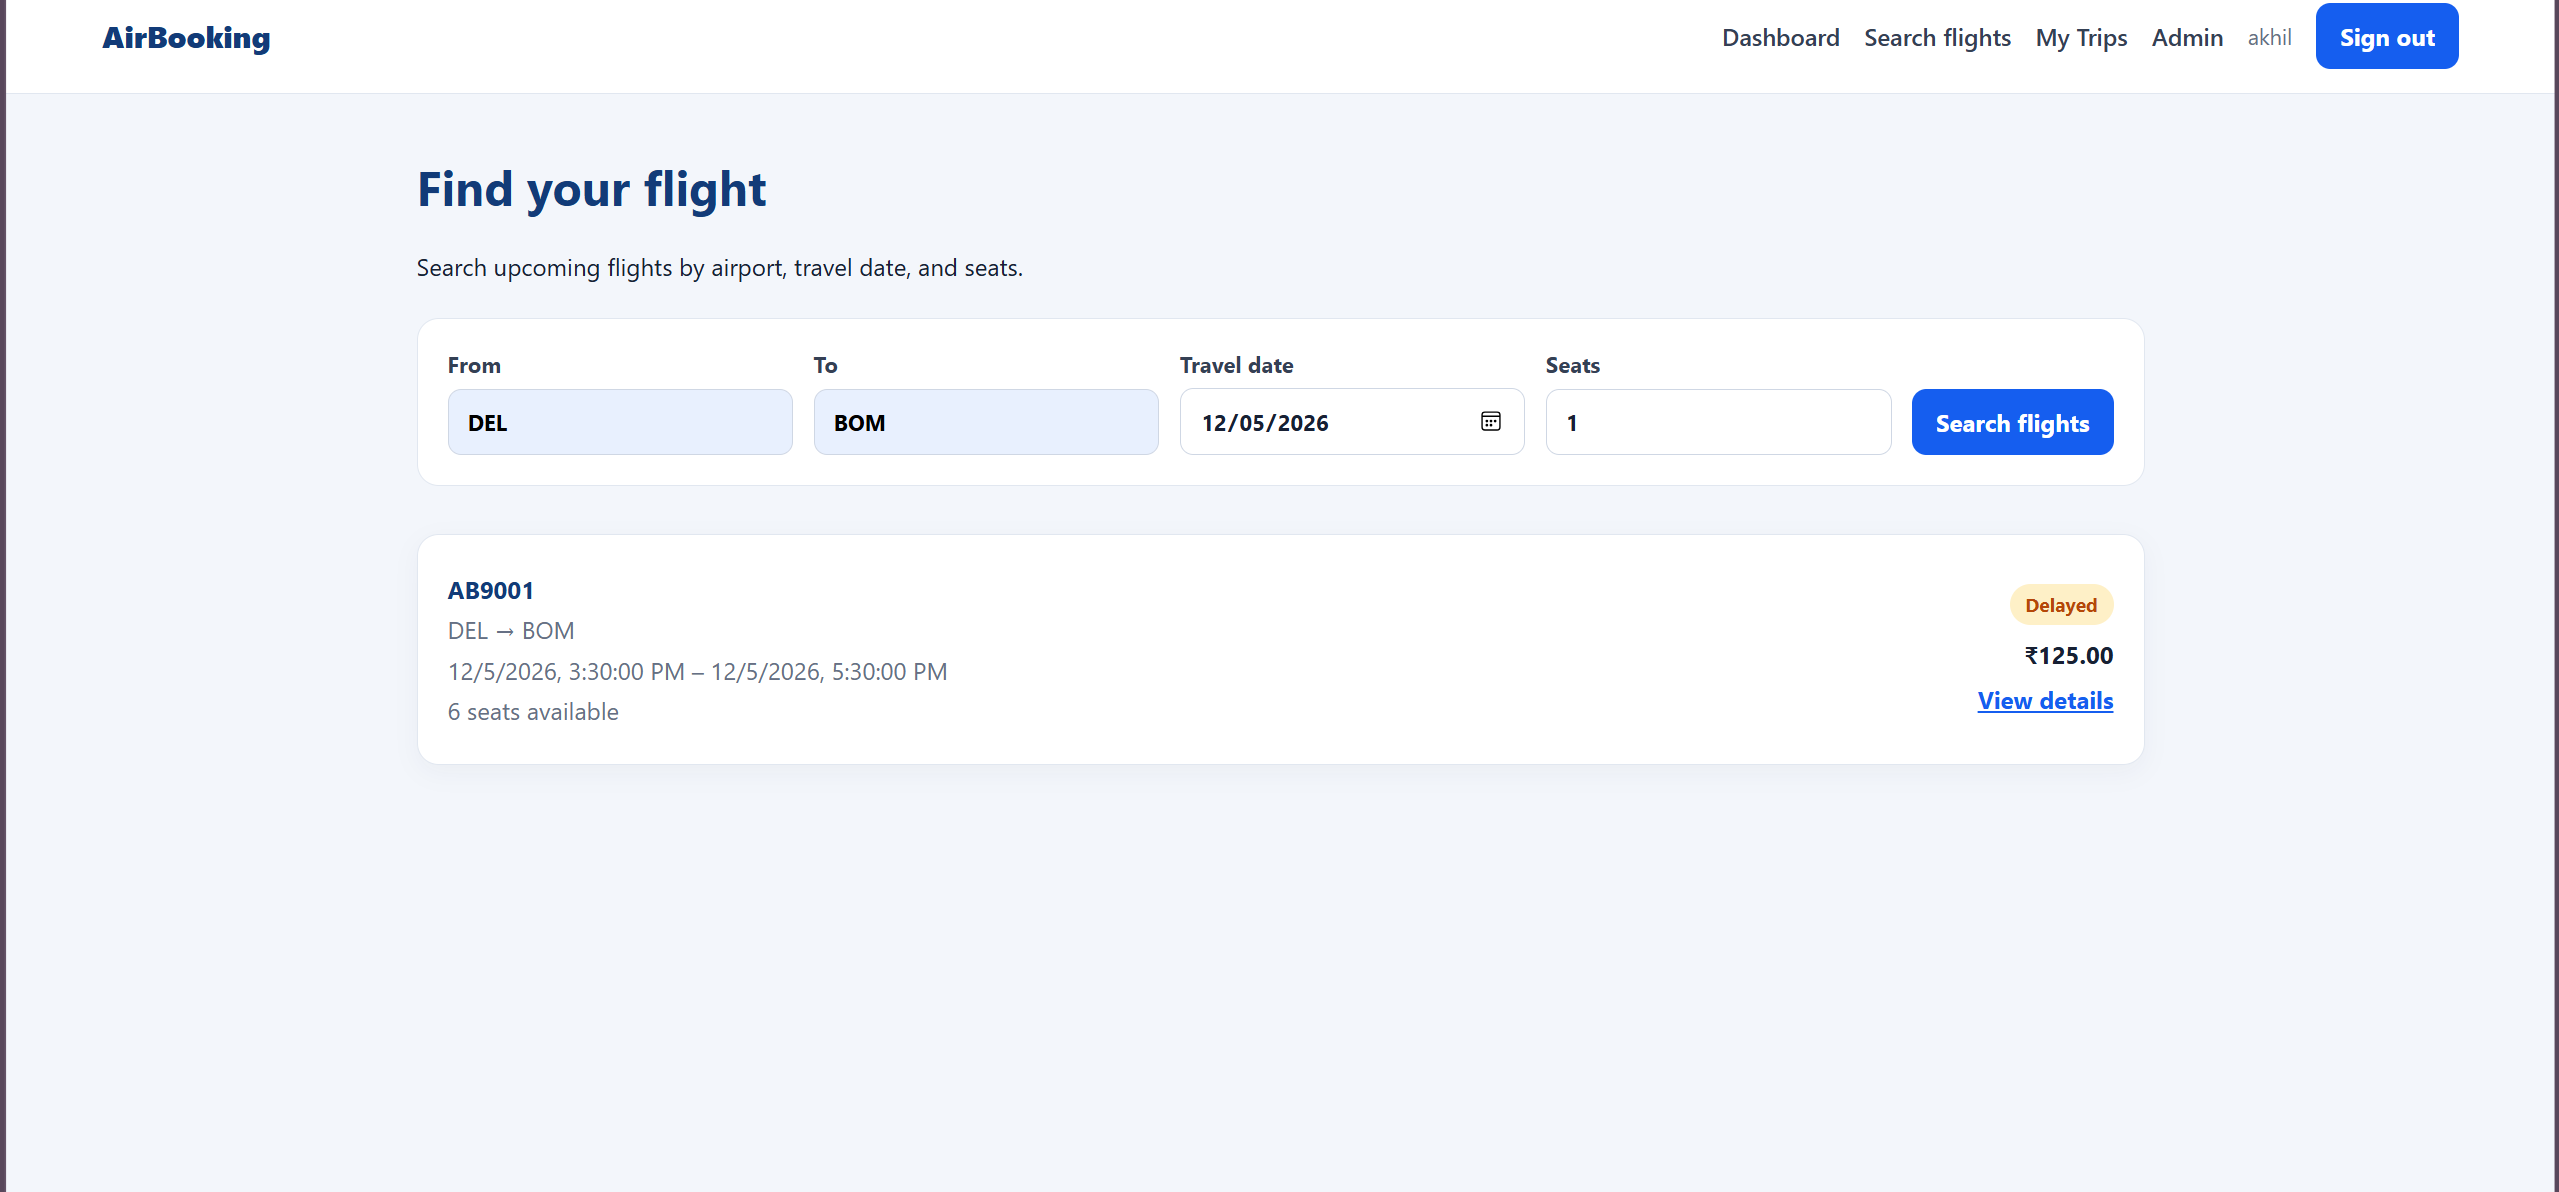 AirBooking
Dashboard Search flights My Trips Admin akhil Sign out
Find your flight
Search upcoming flights by airport, travel date, and seats.
From To Travel date Seats
DEL BOM 12/05/2026 1 Search flights
AB9001
Delayed
DEL → BOM
₹125.00
12/5/2026, 3:30:00 PM – 12/5/2026, 5:30:00 PM
View details
6 seats available